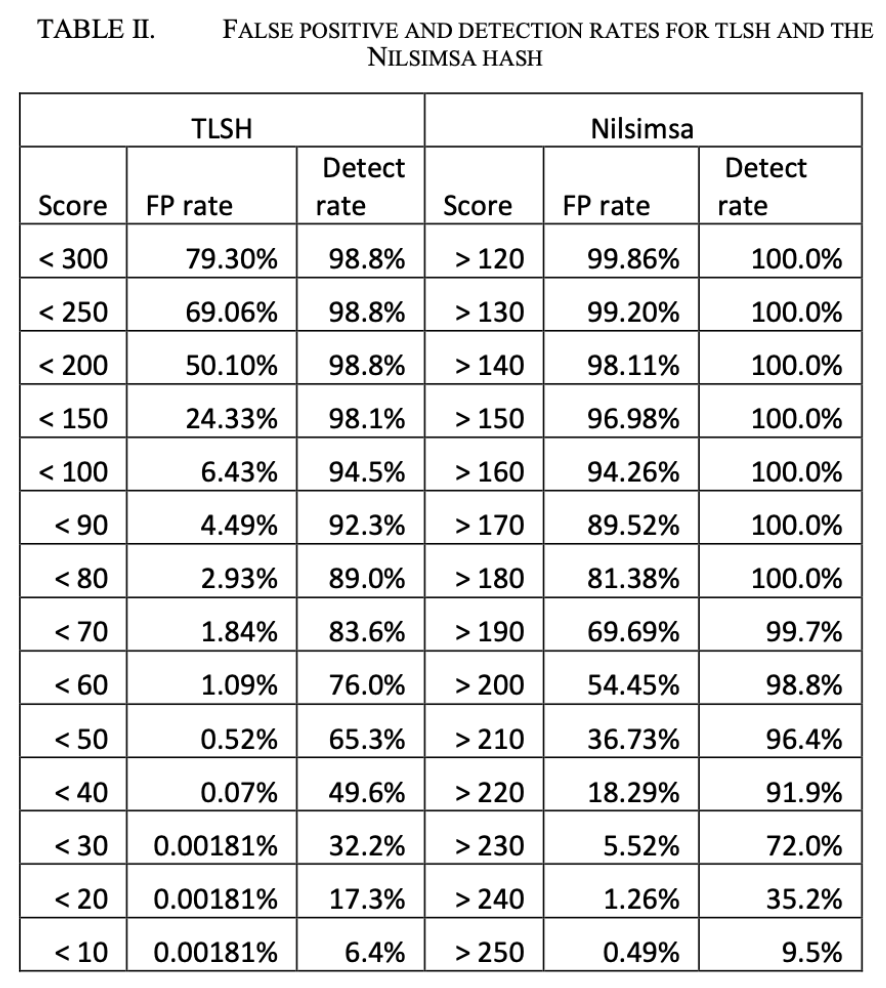 TABLE II. FALSE POSITIVE AND DETECTION RATES FOR TLSH AND THE
NILSIMSA HASH
TLSH Nilsimsa
Score FP rate Detect rate Score FP rate Detect rate
< 300 79.30% 98.8% > 120 99.86% 100.0%
< 250 69.06% 98.8% > 130 99.20% 100.0%
< 200 50.10% 98.8% > 140 98.11% 100.0%
< 150 24.33% 98.1% > 150 96.98% 100.0%
< 100 6.43% 94.5% > 160 94.26% 100.0%
< 90 4.49% 92.3% > 170 89.52% 100.0%
< 80 2.93% 89.0% > 180 81.38% 100.0%
< 70 1.84% 83.6% > 190 69.69% 99.7%
< 60 1.09% 76.0% > 200 54.45% 98.8%
< 50 0.52% 65.3% > 210 36.73% 96.4%
< 40 0.07% 49.6% > 220 18.29% 91.9%
< 30 0.00181% 32.2% > 230 5.52% 72.0%
< 20 0.00181% 17.3% > 240 1.26% 35.2%
< 10 0.00181% 6.4% > 250 0.49% 9.5%